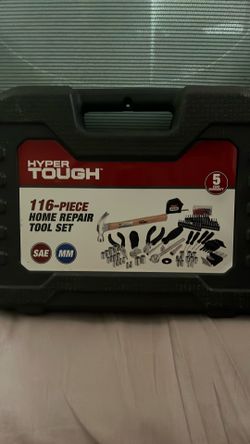 HYPER
TOUGH
5
116-PIECE
HOME REPAIR
TOOL SET
SAE
MM